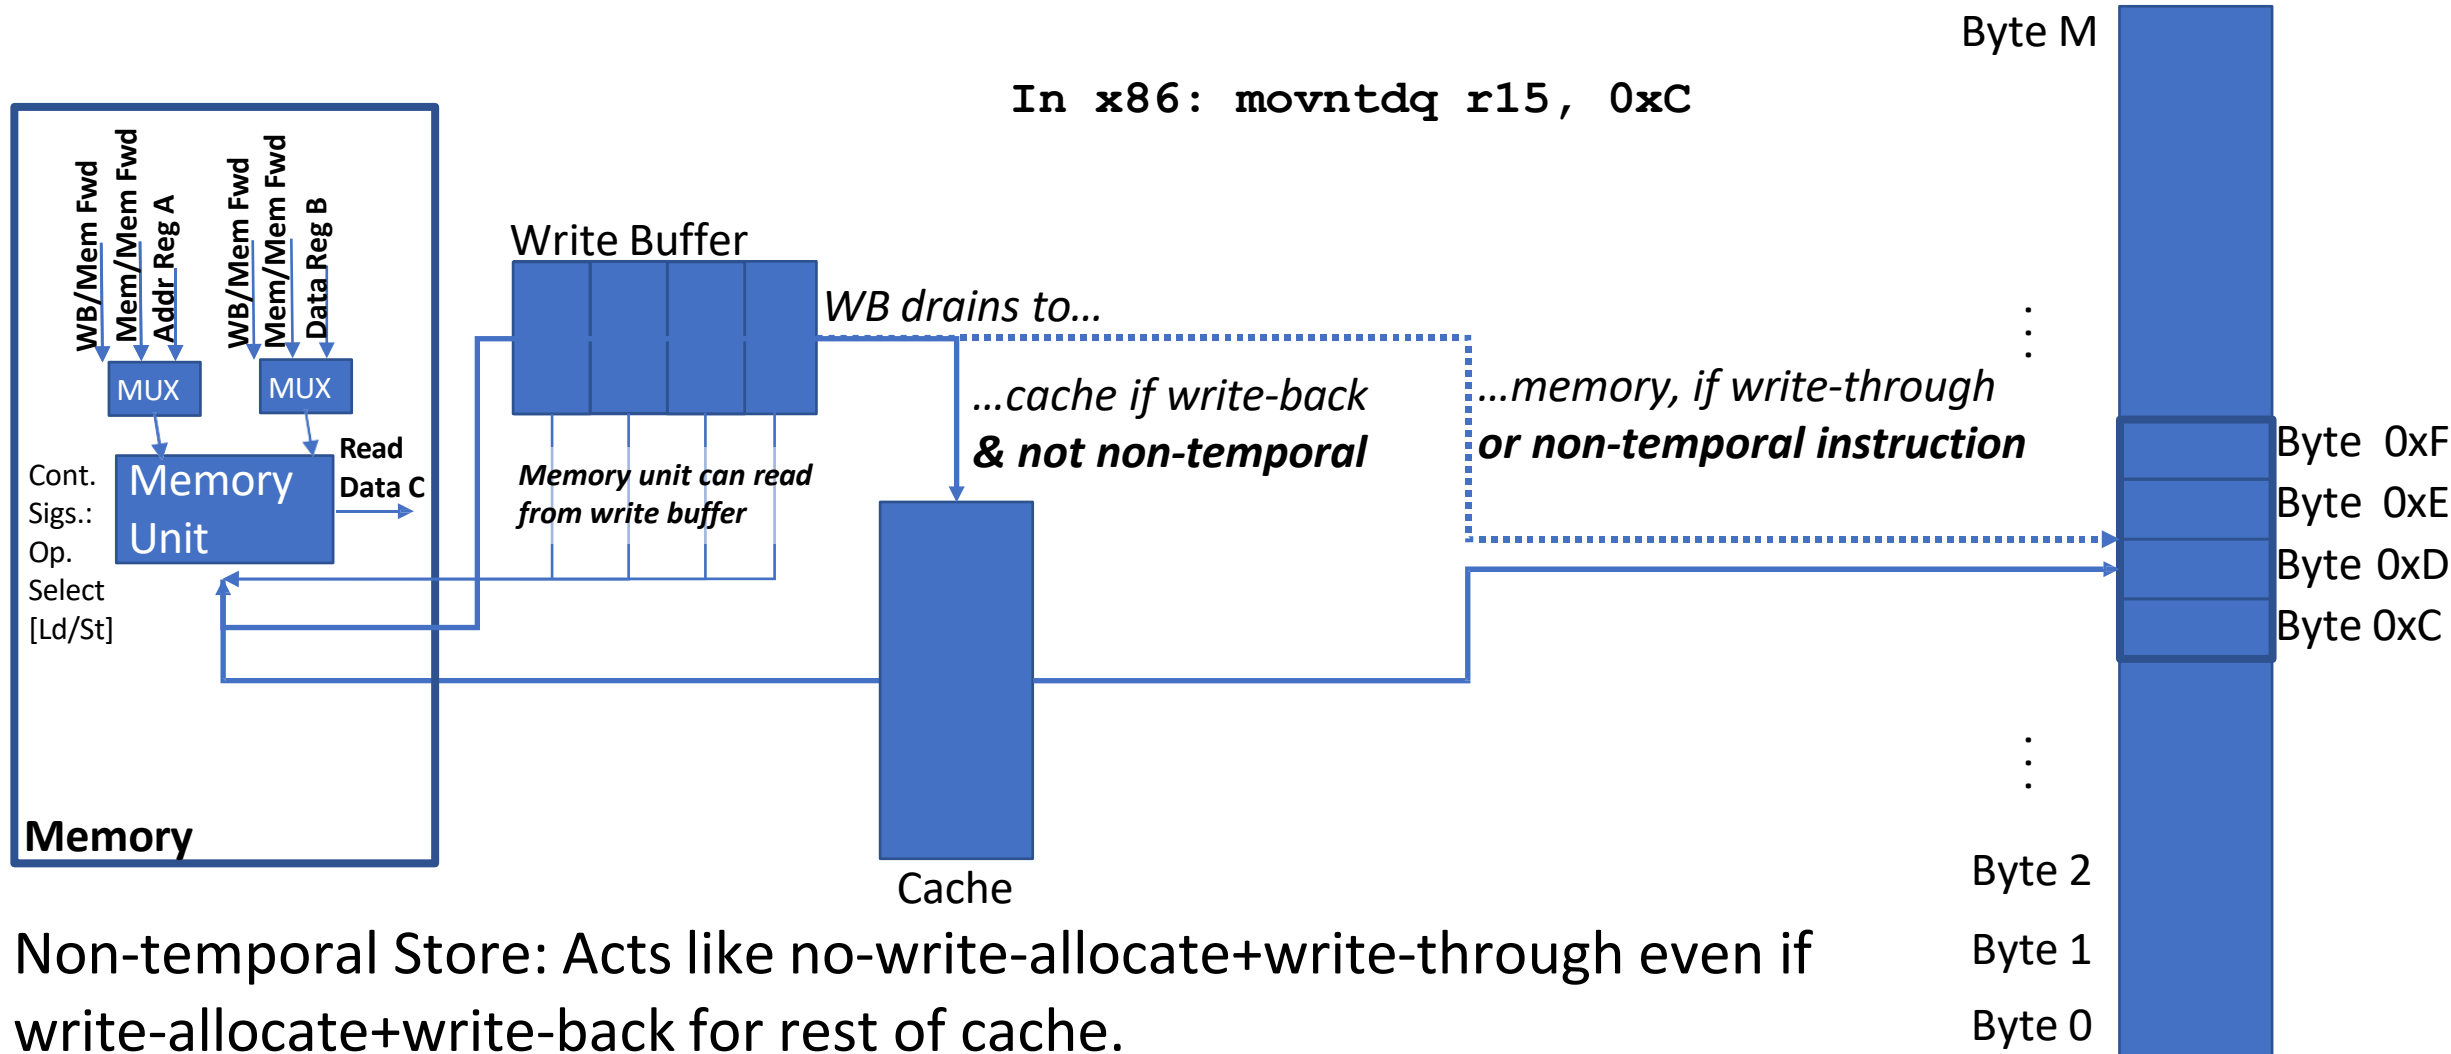 Byte M
In x86: movntdq r15, 0xC
WB/Mem Fwd
Mem/Mem Fwd
Addr Reg A
WB/Mem Fwd
Mem/Mem Fwd
Data Reg B
MUX
MUX
Cont.
Sigs.:
Op.
Select
[Ld/St]
Memory
Unit
Read
Data C
Memory
Write Buffer
Memory unit can read
from write buffer
WB drains to…
…cache if write-back
& not non-temporal
…memory, if write-through
or non-temporal instruction
Cache
...
Byte 0xF
Byte 0xE
Byte 0xD
Byte 0xC
...
Byte 2
Byte 1
Byte 0
Non-temporal Store: Acts like no-write-allocate+write-through even if
write-allocate+write-back for rest of cache.